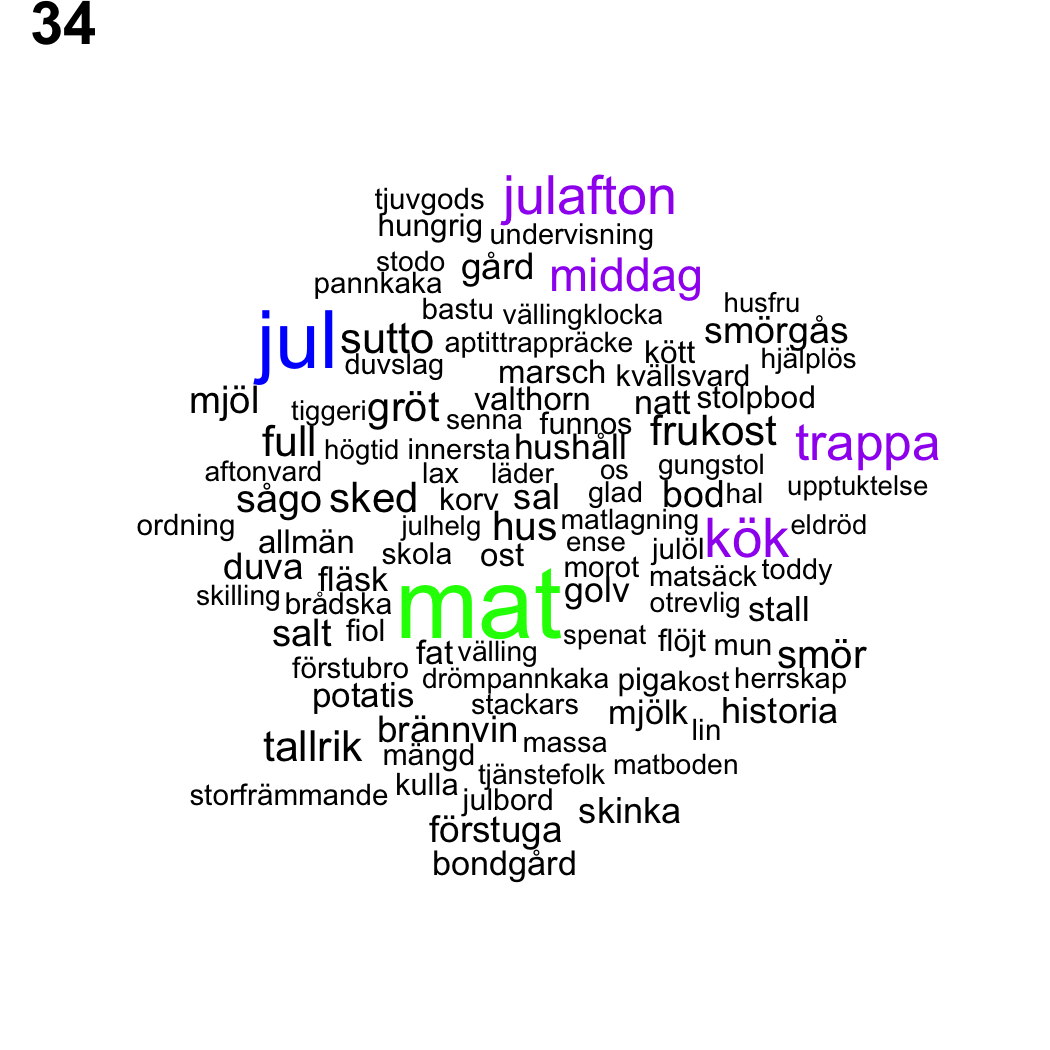 34
tjuvgods julafton
hungrig undervisning
stodo gård middag
pannkaka husfru
bastu vällingklocka smörgås
jul sutto aptittrappräcke kött hjälplös
duvslag marsch kvällsvard
mjöl tiggeri gröt valthorn natt stolpbod
senna funnos frukost trappa
full högtid innersta hushåll
aftonvard lax läder os gungstol
sågo sked korv sal glad bod hal upptuktelse
ordning julhelg hus matlagning kök eldröd
allmän skola ost ense julöl
duva fläsk morot matsäck toddy
skilling brådska mat golv otrevlig stall
salt fiol spenat flöjt mun smör
förstubro fat välling
potatis drömpannkaka piga kost herrskap
stackars mjölk historia
tallrik brännvin massa lin
mängd tjänstefolk matboden
storfrämmande kulla julbord skinka
förstuga
bondgård